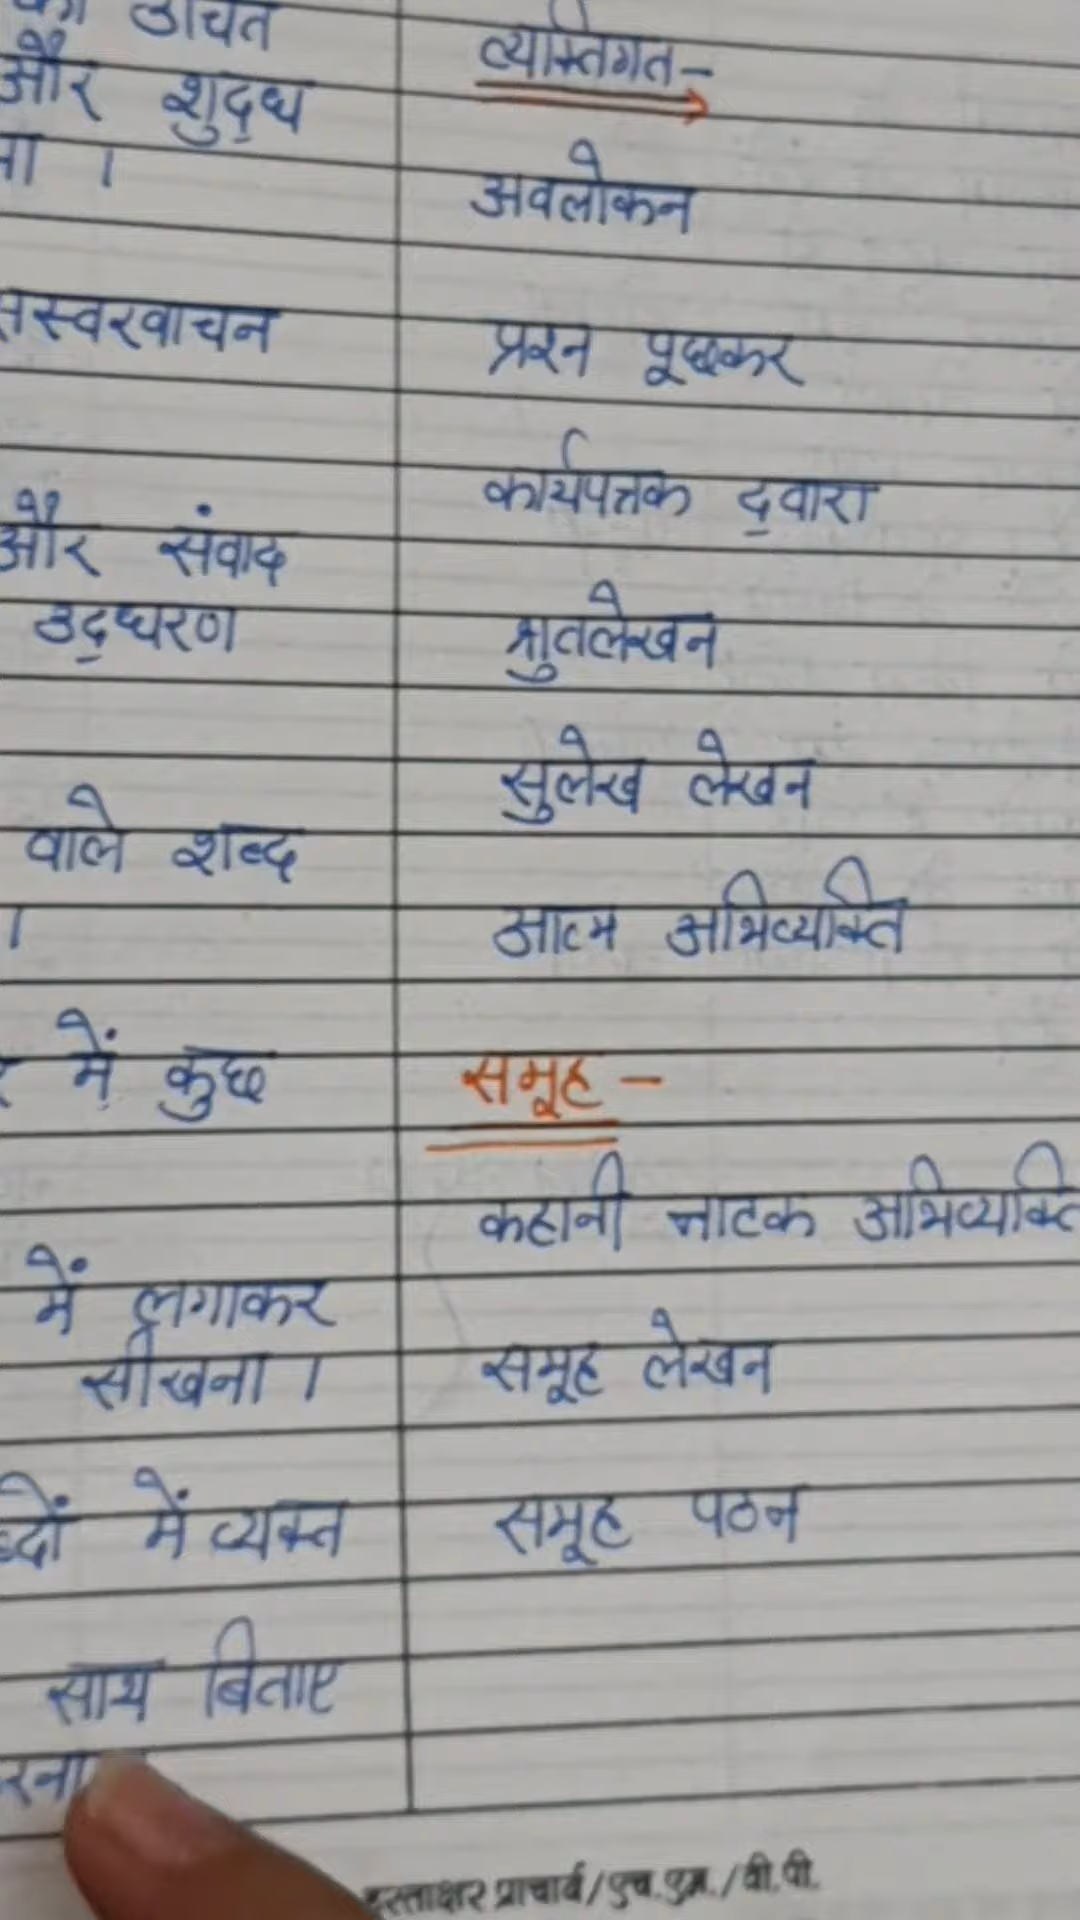 उचित
और शुद्ध
ना ।
सस्वरवाचन
और संवाद
उद्धरण
वाले शब्द
।
में कुछ
में लगाकर
सीखना ।
में व्यक्त
साथ बिताए
रना
व्यक्तिगत-
अवलोकन
प्रश्न पूछकर
कार्यपत्रक द्वारा
श्रुतलेखन
सुलेख लेखन
आत्म अभिव्यक्ति
समूह -
कहानी नाटक अभिव्यक्ति
समूह लेखन
समूह पठन
हस्ताक्षर प्राचार्य/एच.एम./वी.पी.